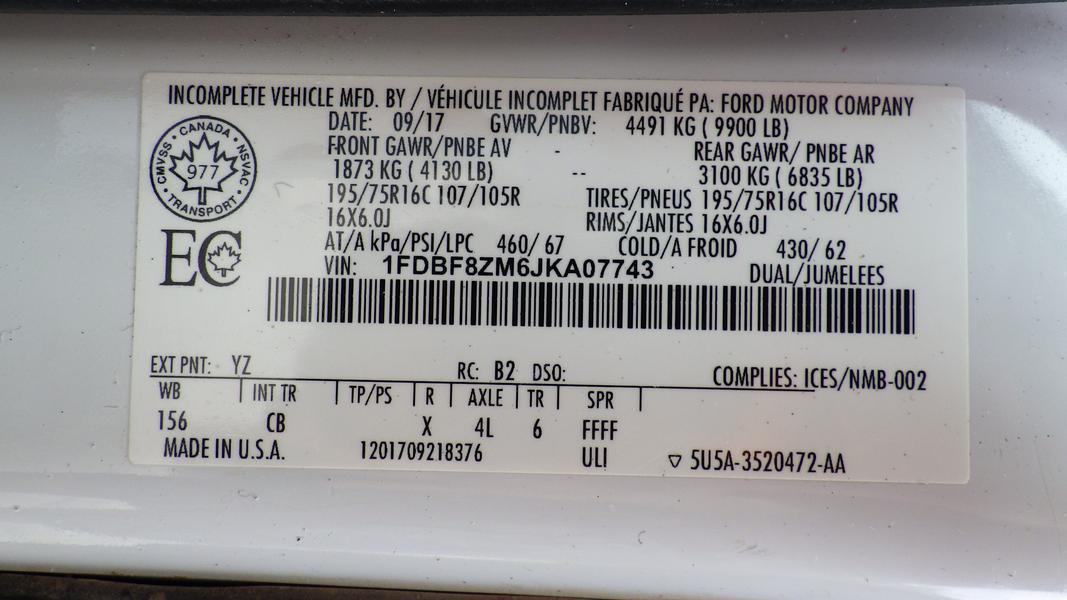 INCOMPLETE VEHICLE MFD. BY / VÉHICULE INCOMPLET FABRIQUÉ PA: FORD MOTOR COMPANY
DATE: 09/17 GVWR/PNBV: 4491 KG ( 9900 LB)
FRONT GAWR/PNBE AV - REAR GAWR/ PNBE AR
1873 KG ( 4130 LB) -- 3100 KG ( 6835 LB)
195/75R16C 107/105R TIRES/PNEUS 195/75R16C 107/105R
16X6.0J RIMS/JANTES 16X6.0J
AT/A kPa/PSI/LPC 460/ 67 COLD/A FROID 430/ 62
VIN: 1FDBF8ZM6JKA07743 DUAL/JUMELEES
CANADA • NSVAC • TRANSPORT • CMVSS •
977
EC
EXT PNT: YZ RC: B2 DSO:
COMPLIES: ICES/NMB-002
WB | INT TR | TP/PS | R | AXLE | TR | SPR |
156 CB X 4L 6 FFFF
MADE IN U.S.A. 1201709218376 ULI ▽ 5U5A-3520472-AA